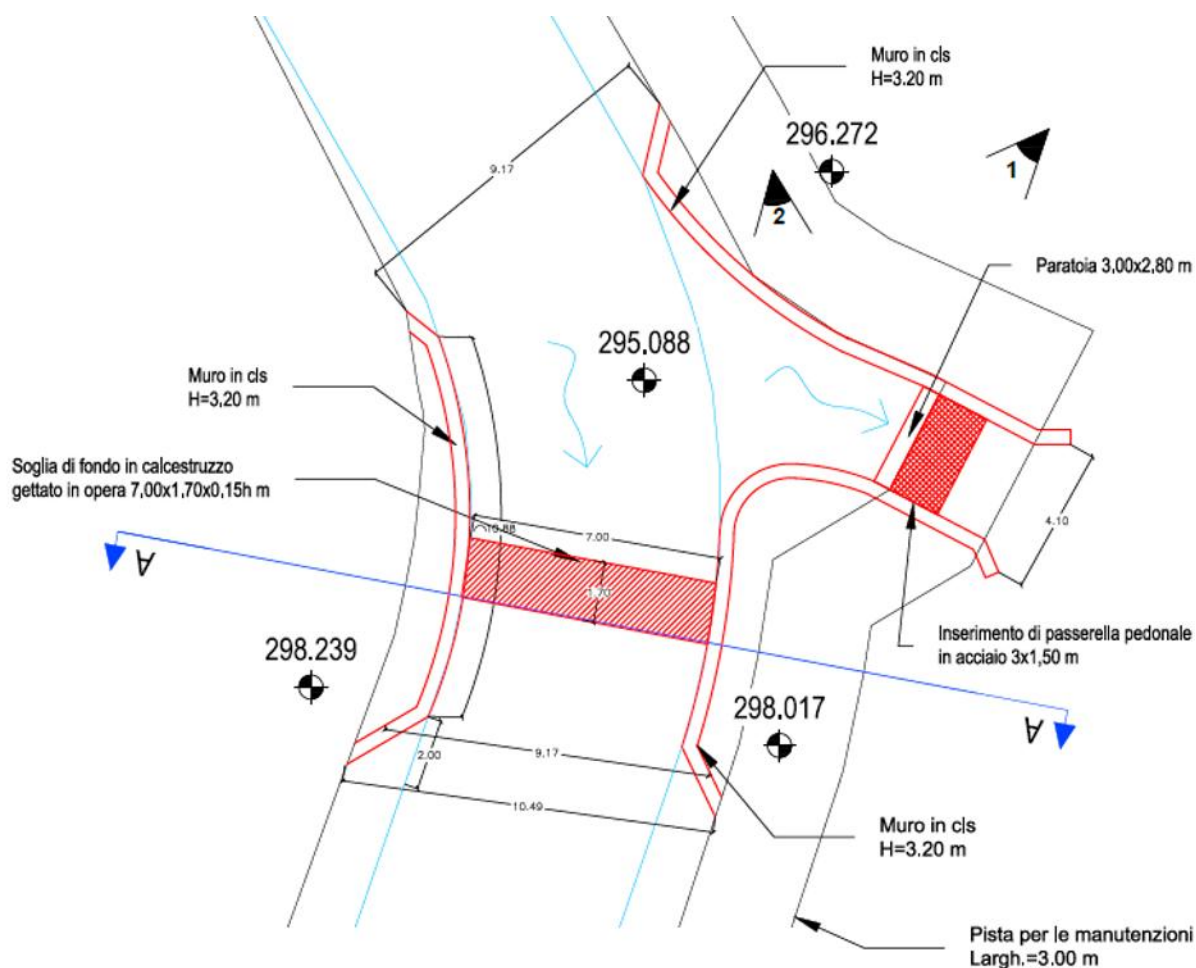 Muro in cls
H=3.20 m
296.272
1
2
9.17
Paratoia 3,00x2,80 m
295.088
Muro in cls
H=3,20 m
Soglia di fondo in calcestruzzo
gettato in opera 7,00x1,70x0,15h m
10.88
7.00
4.10
A
1.70
Inserimento di passerella pedonale
in acciaio 3x1,50 m
298.239
298.017
A
9.17
2.00
10.49
Muro in cls
H=3.20 m
Pista per le manutenzioni
Largh.=3.00 m